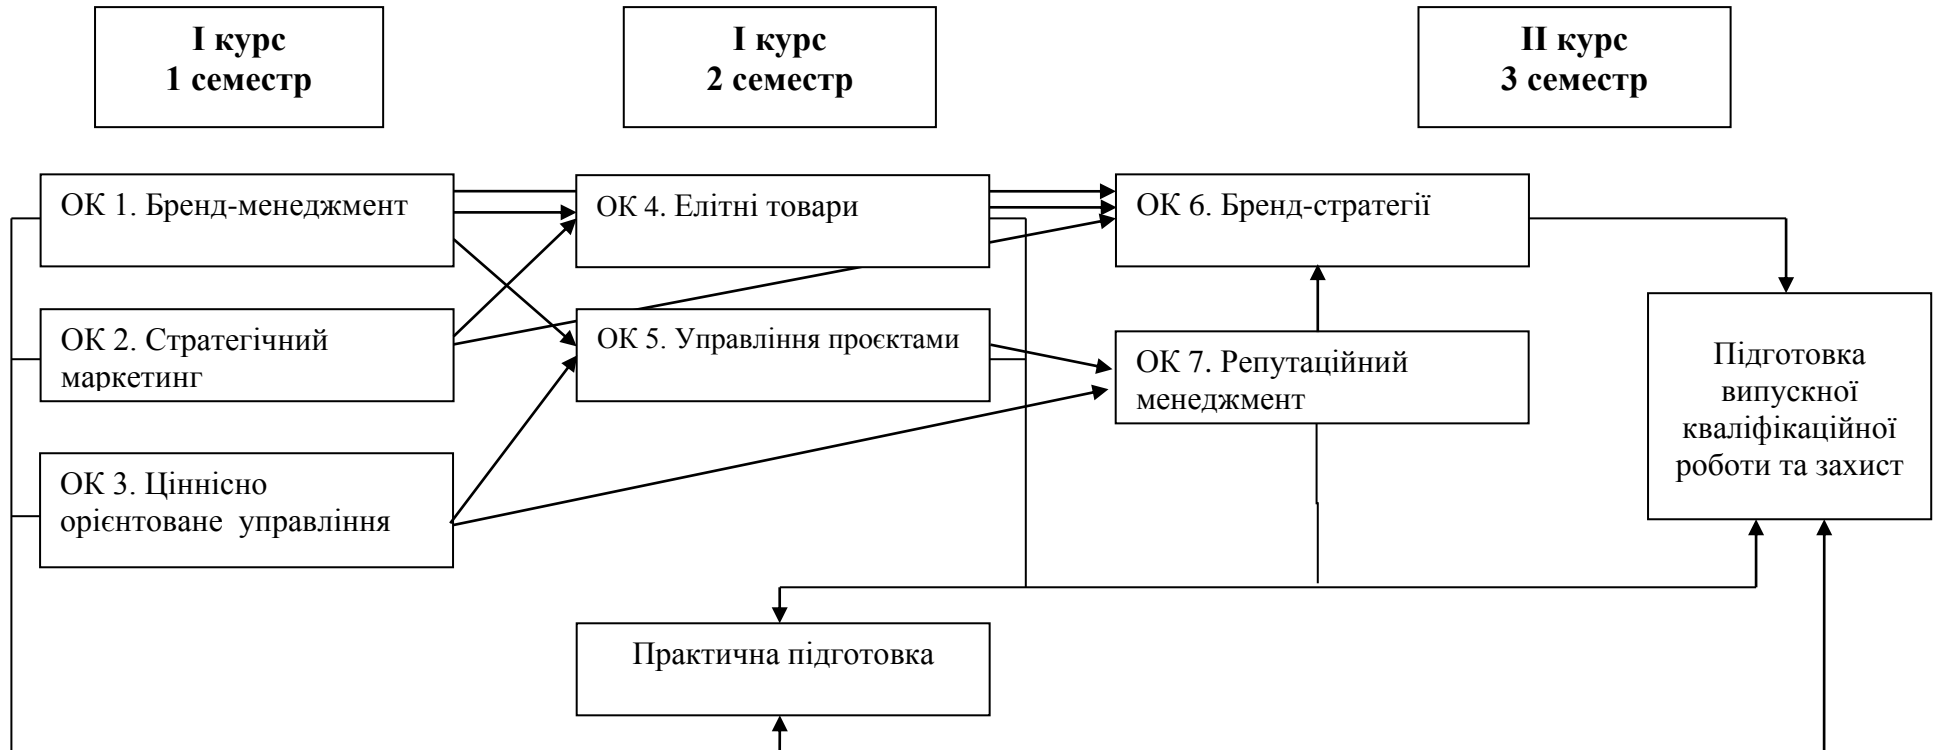 І курс
1 семестр
І курс
2 семестр
ІІ курс
3 семестр
ОК 1. Бренд-менеджмент
ОК 4. Елітні товари
ОК 6. Бренд-стратегії
ОК 2. Стратегічний
маркетинг
ОК 5. Управління проєктами
ОК 7. Репутаційний
менеджмент
Підготовка
випускної
кваліфікаційної
роботи та захист
ОК 3. Ціннісно
орієнтоване управління
Практична підготовка